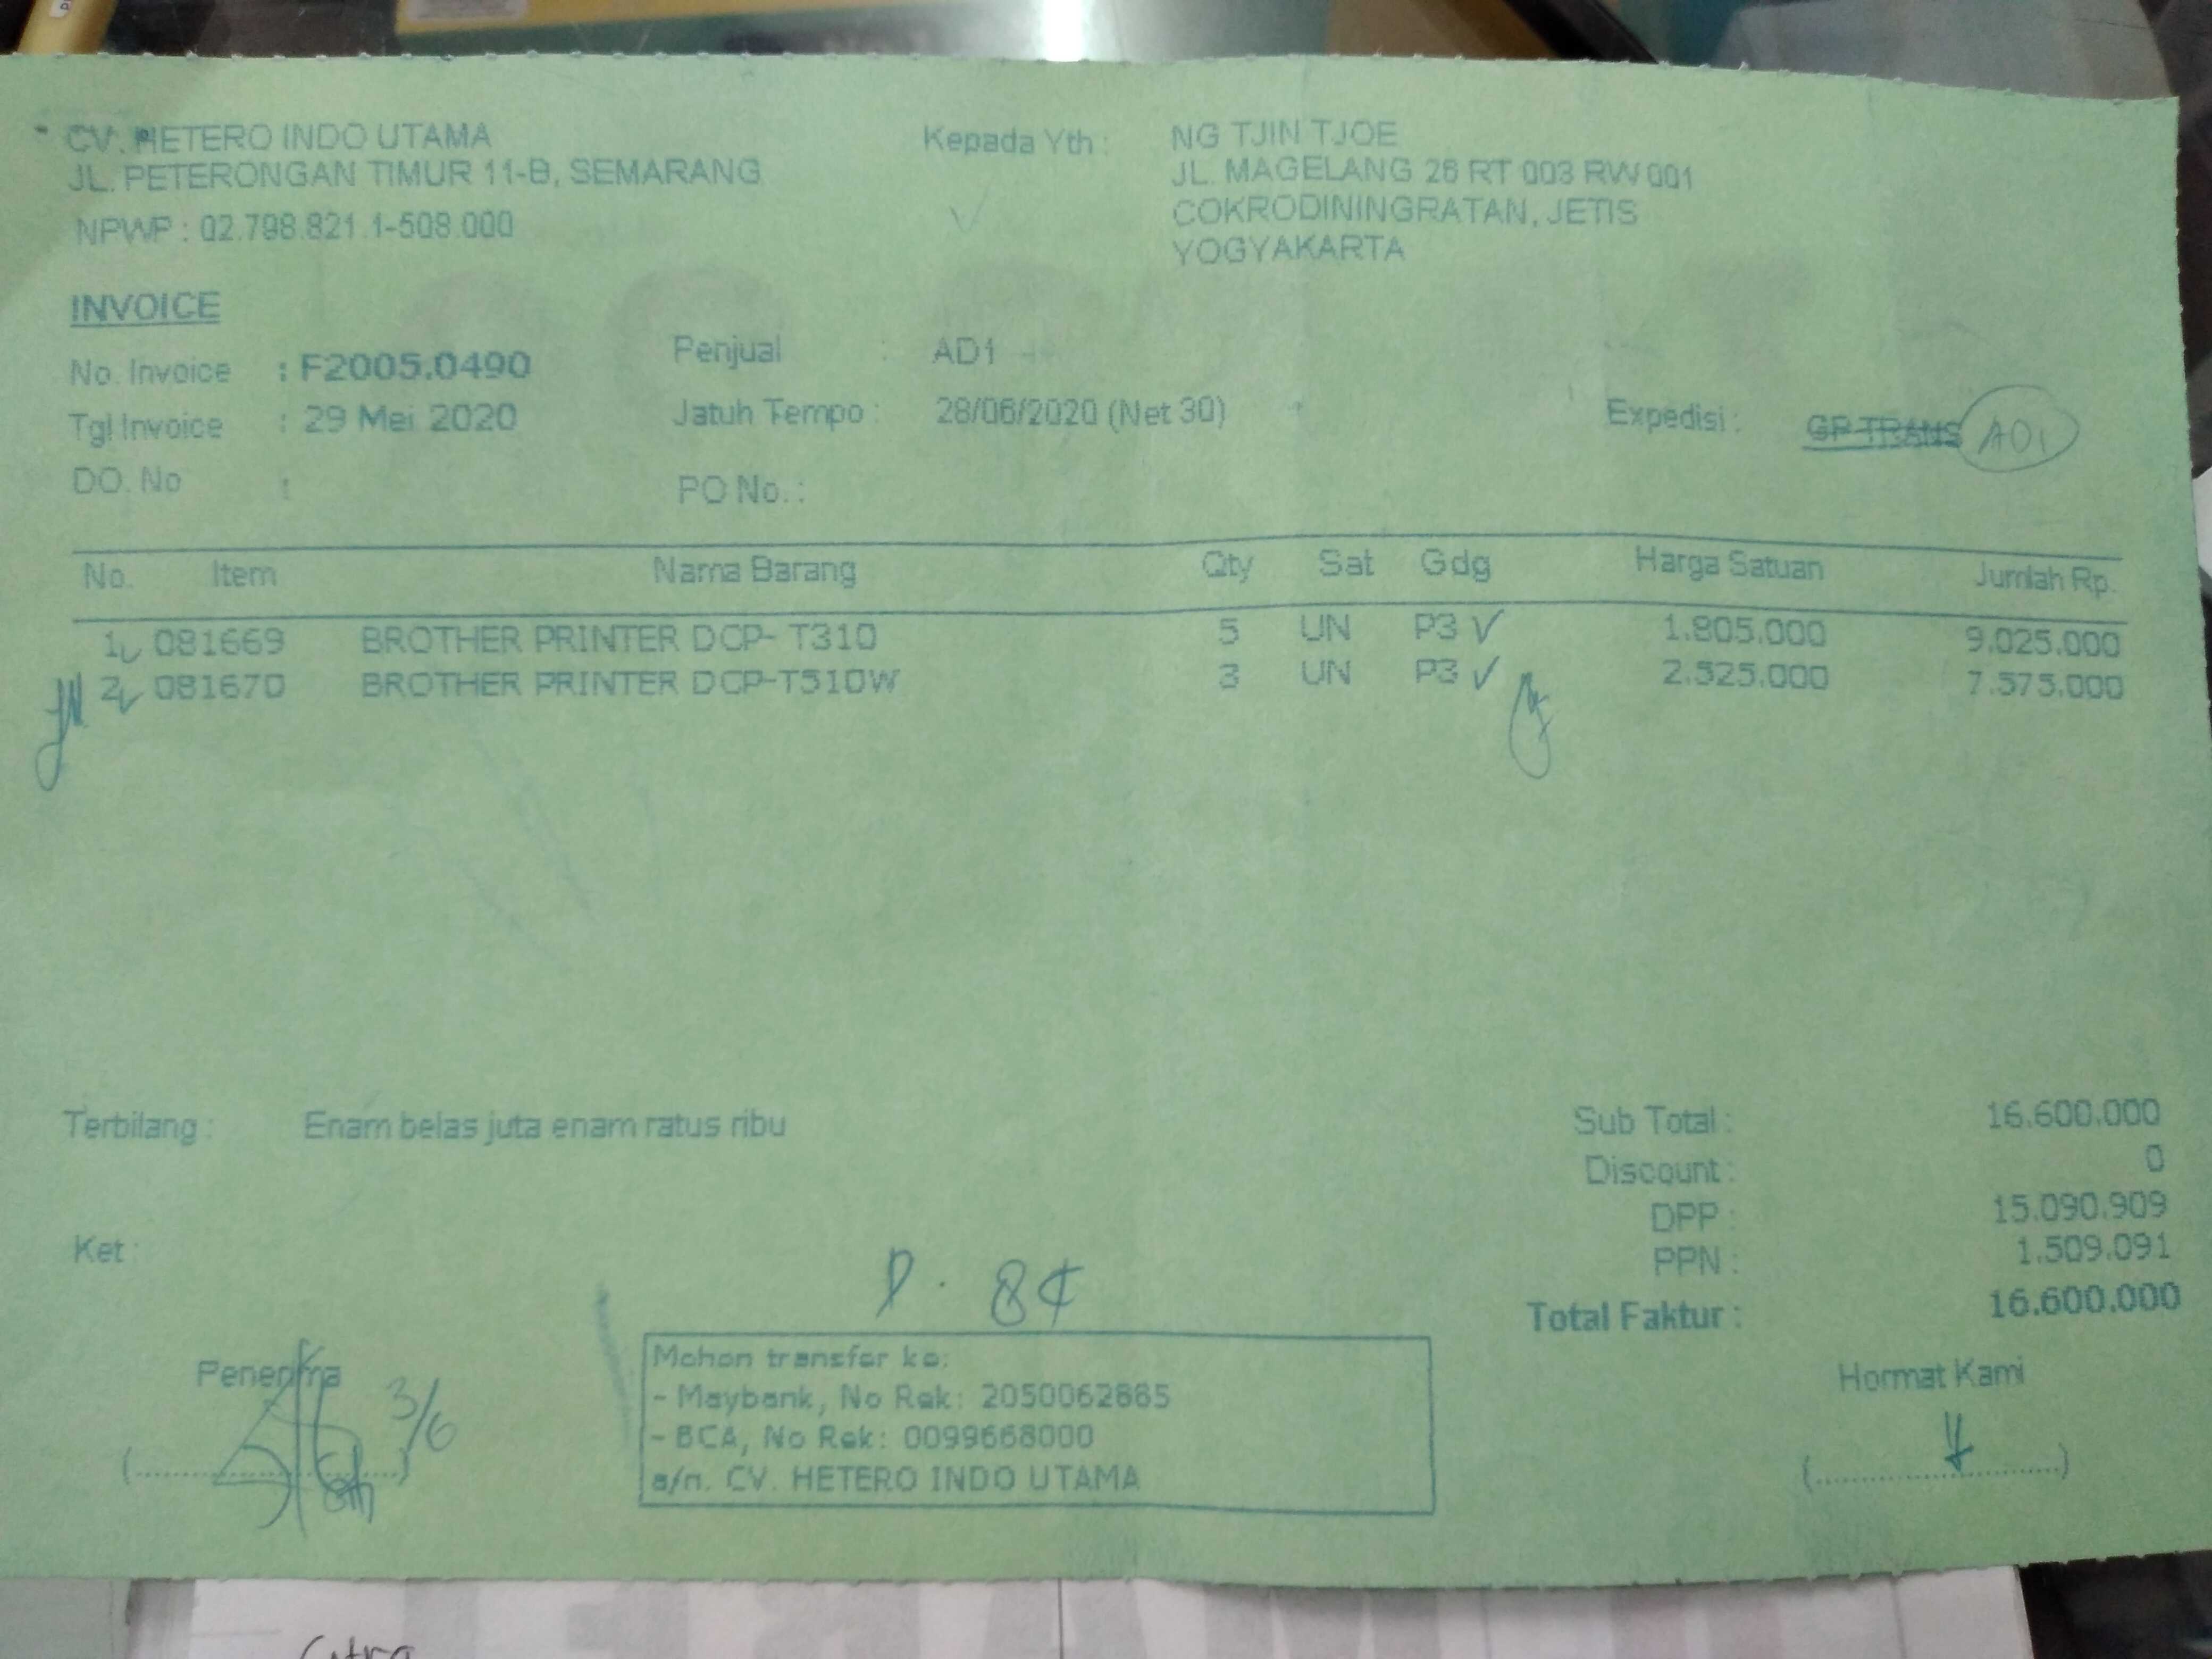 CV. HETERO INDO UTAMA
JL. PETERONGAN TIMUR 11-B, SEMARANG
NPWP : 02.798.821.1-508.000
Kepada Yth : NG TJIN TJOE
JL. MAGELANG 26 RT 003 RW 001
COKRODININGRATAN, JETIS
YOGYAKARTA
INVOICE
No. Invoice : F2005.0490 Penjual : AD1
Tgl Invoice : 29 Mei 2020 Jatuh Tempo : 28/06/2020 (Net 30) Expedisi : GP TRANS AO1
DO. No : PO No. :
No. Item Nama Barang Qty Sat Gdg Harga Satuan Jumlah Rp.
1 081669 BROTHER PRINTER DCP- T310 5 UN P3 ✓ 1.805.000 9.025.000
2 081670 BROTHER PRINTER DCP-T510W 3 UN P3 ✓ 2.525.000 7.575.000
Terbilang : Enam belas juta enam ratus ribu
Sub Total : 16.600.000
Discount : 0
DPP : 15.090.909
PPN : 1.509.091
Total Faktur : 16.600.000
Ket :
Penerima
3/6
Mohon transfer ke:
- Maybank, No Rek: 2050062885
- BCA, No Rek: 0099668000
a/n. CV. HETERO INDO UTAMA
Hormat Kami